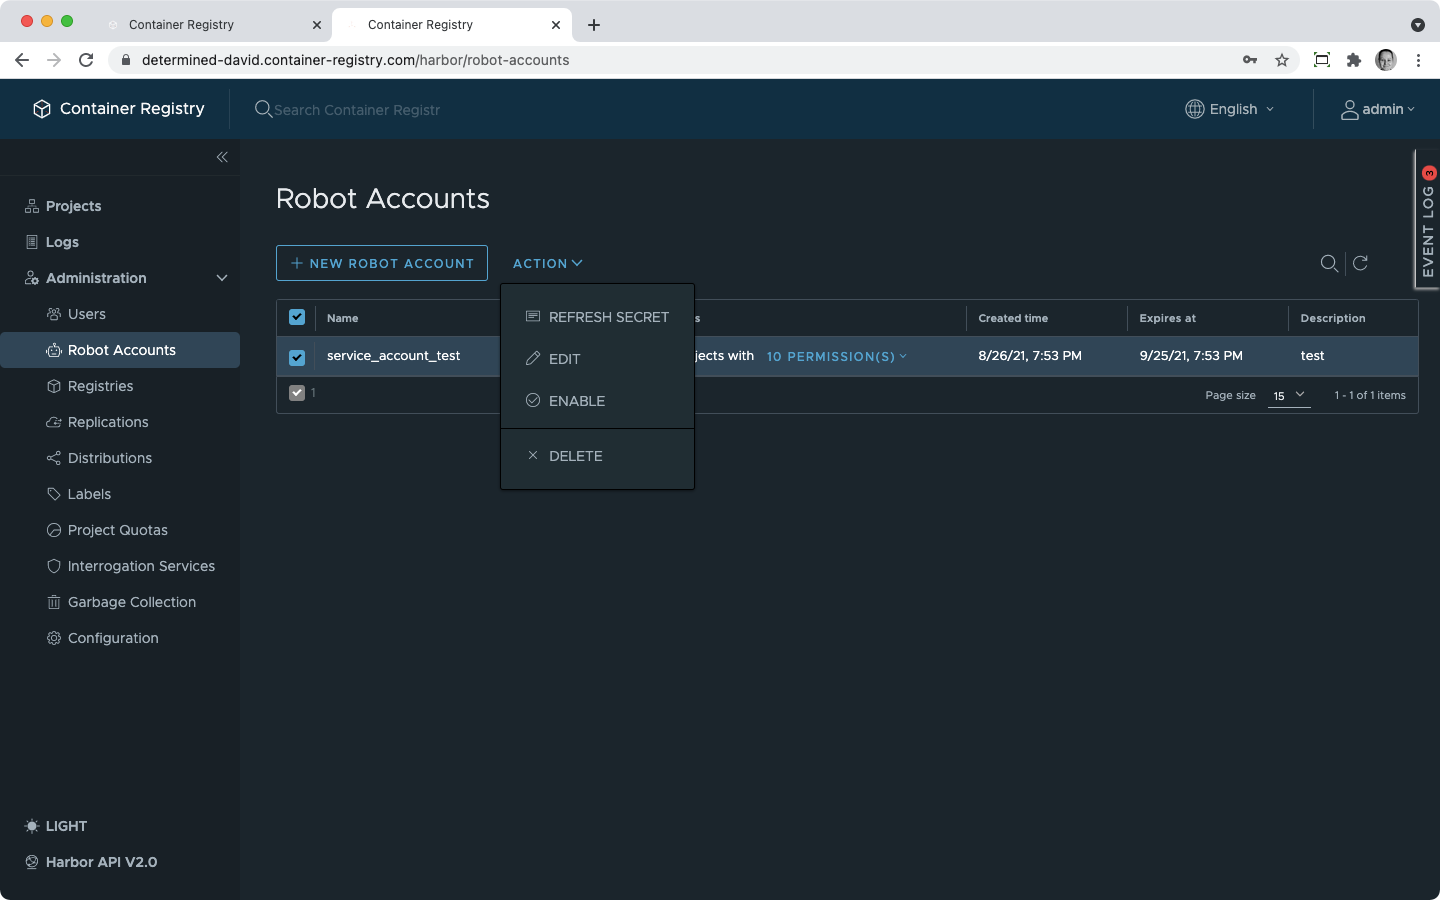 Container Registry
Container Registry
determined-david.container-registry.com/harbor/robot-accounts
Container Registry
Search Container Registr
English
admin
EVENT LOG 3
Projects
Logs
Administration
Users
Robot Accounts
Registries
Replications
Distributions
Labels
Project Quotas
Interrogation Services
Garbage Collection
Configuration
LIGHT
Harbor API V2.0
Robot Accounts
+ NEW ROBOT ACCOUNT
ACTION
REFRESH SECRET
EDIT
ENABLE
DELETE
Name s Created time Expires at Description
service_account_test jects with 10 PERMISSION(S) 8/26/21, 7:53 PM 9/25/21, 7:53 PM test
1 Page size 15 1 - 1 of 1 items